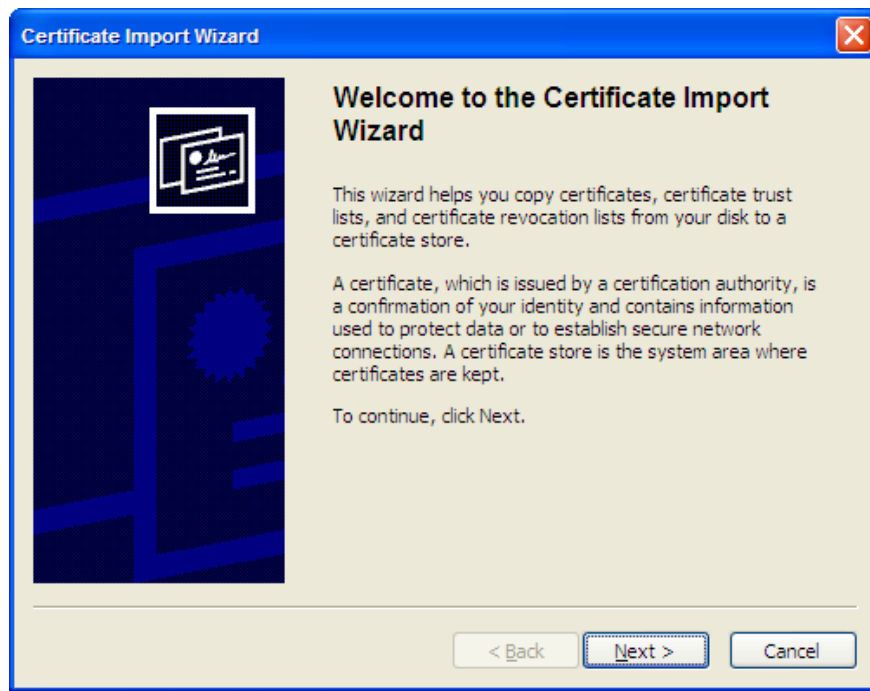 Certificate Import Wizard
Welcome to the Certificate Import
Wizard
This wizard helps you copy certificates, certificate trust
lists, and certificate revocation lists from your disk to a
certificate store.
A certificate, which is issued by a certification authority, is
a confirmation of your identity and contains information
used to protect data or to establish secure network
connections. A certificate store is the system area where
certificates are kept.
To continue, click Next.
< Back
Next >
Cancel